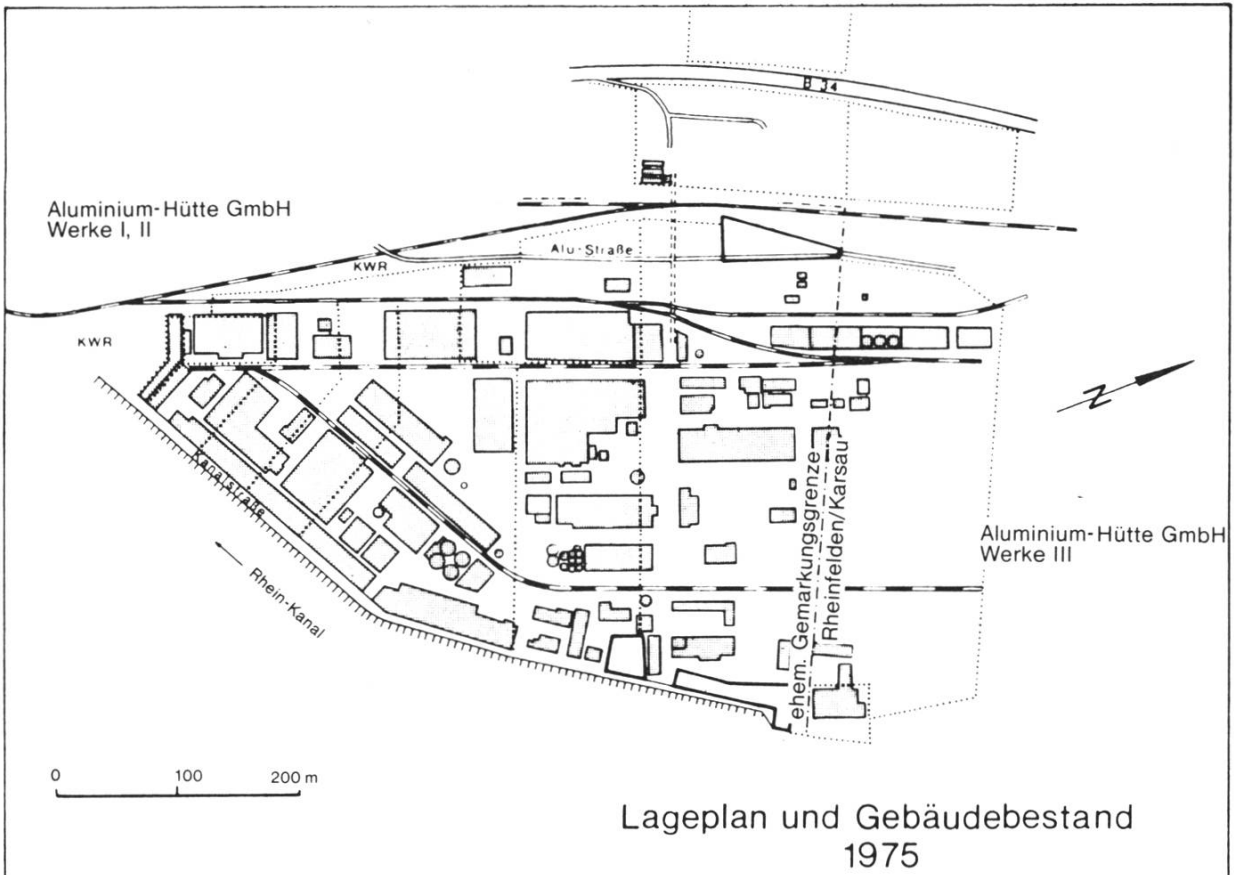 4
Aluminium-Hütte GmbH
Werke I, II
Alu-Straße
KWR
KWR
N
Kanalstraße
Rhein-Kanal
ehem. Gemarkungsgrenze
Rheinfelden/Karsau
Aluminium-Hütte GmbH
Werke III
0 100 200 m
Lageplan und Gebäudebestand
1975